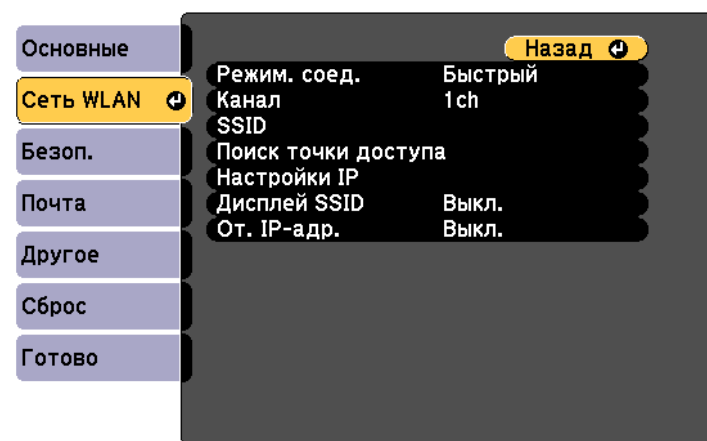 Основные
Сеть WLAN
Безоп.
Почта
Другое
Сброс
Готово
Назад
Режим. соед. Быстрый
Канал 1ch
SSID
Поиск точки доступа
Настройки IP
Дисплей SSID Выкл.
От. IP-адр. Выкл.